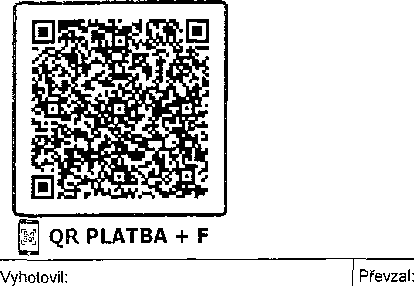 QR PLATBA + F
Vyhotovil:
Převzal: